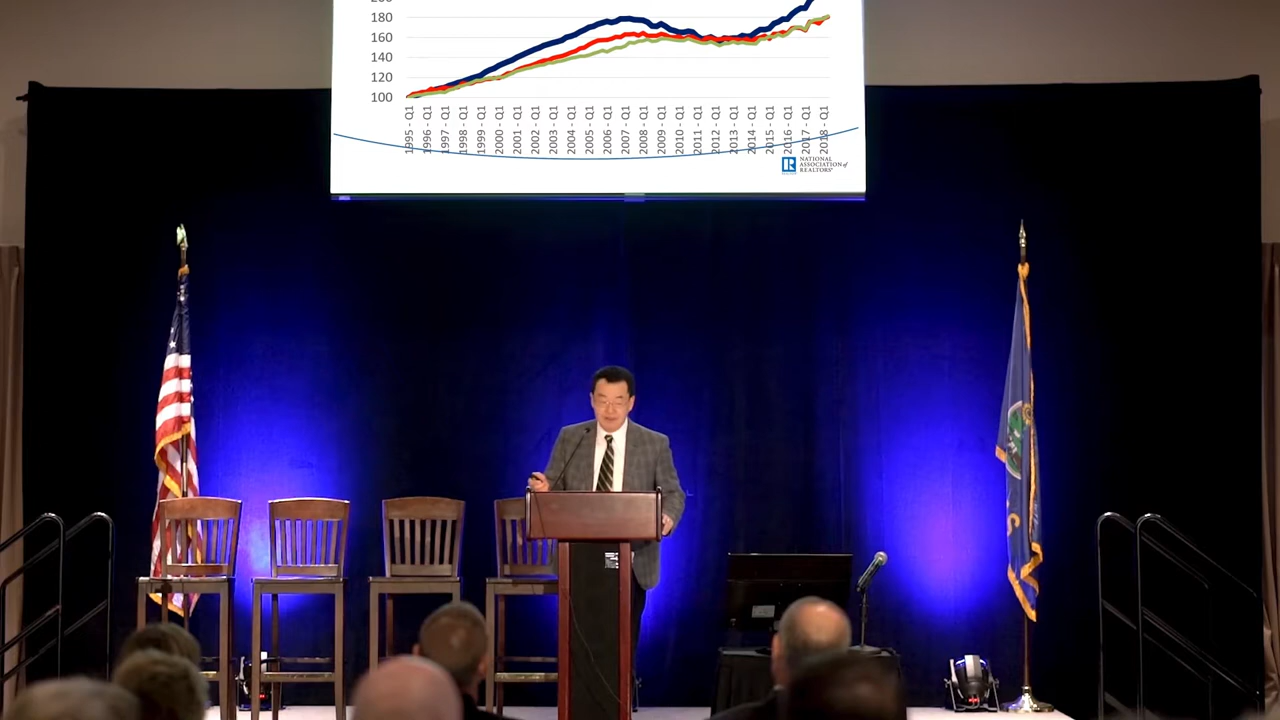 180
160
140
120
100
1995 - Q1
1996 - Q1
1997 - Q1
1998 - Q1
1999 - Q1
2000 - Q1
2001 - Q1
2002 - Q1
2003 - Q1
2004 - Q1
2005 - Q1
2006 - Q1
2007 - Q1
2008 - Q1
2009 - Q1
2010 - Q1
2011 - Q1
2012 - Q1
2013 - Q1
2014 - Q1
2015 - Q1
2016 - Q1
2017 - Q1
2018 - Q1
NATIONAL
ASSOCIATION of
REALTORS®